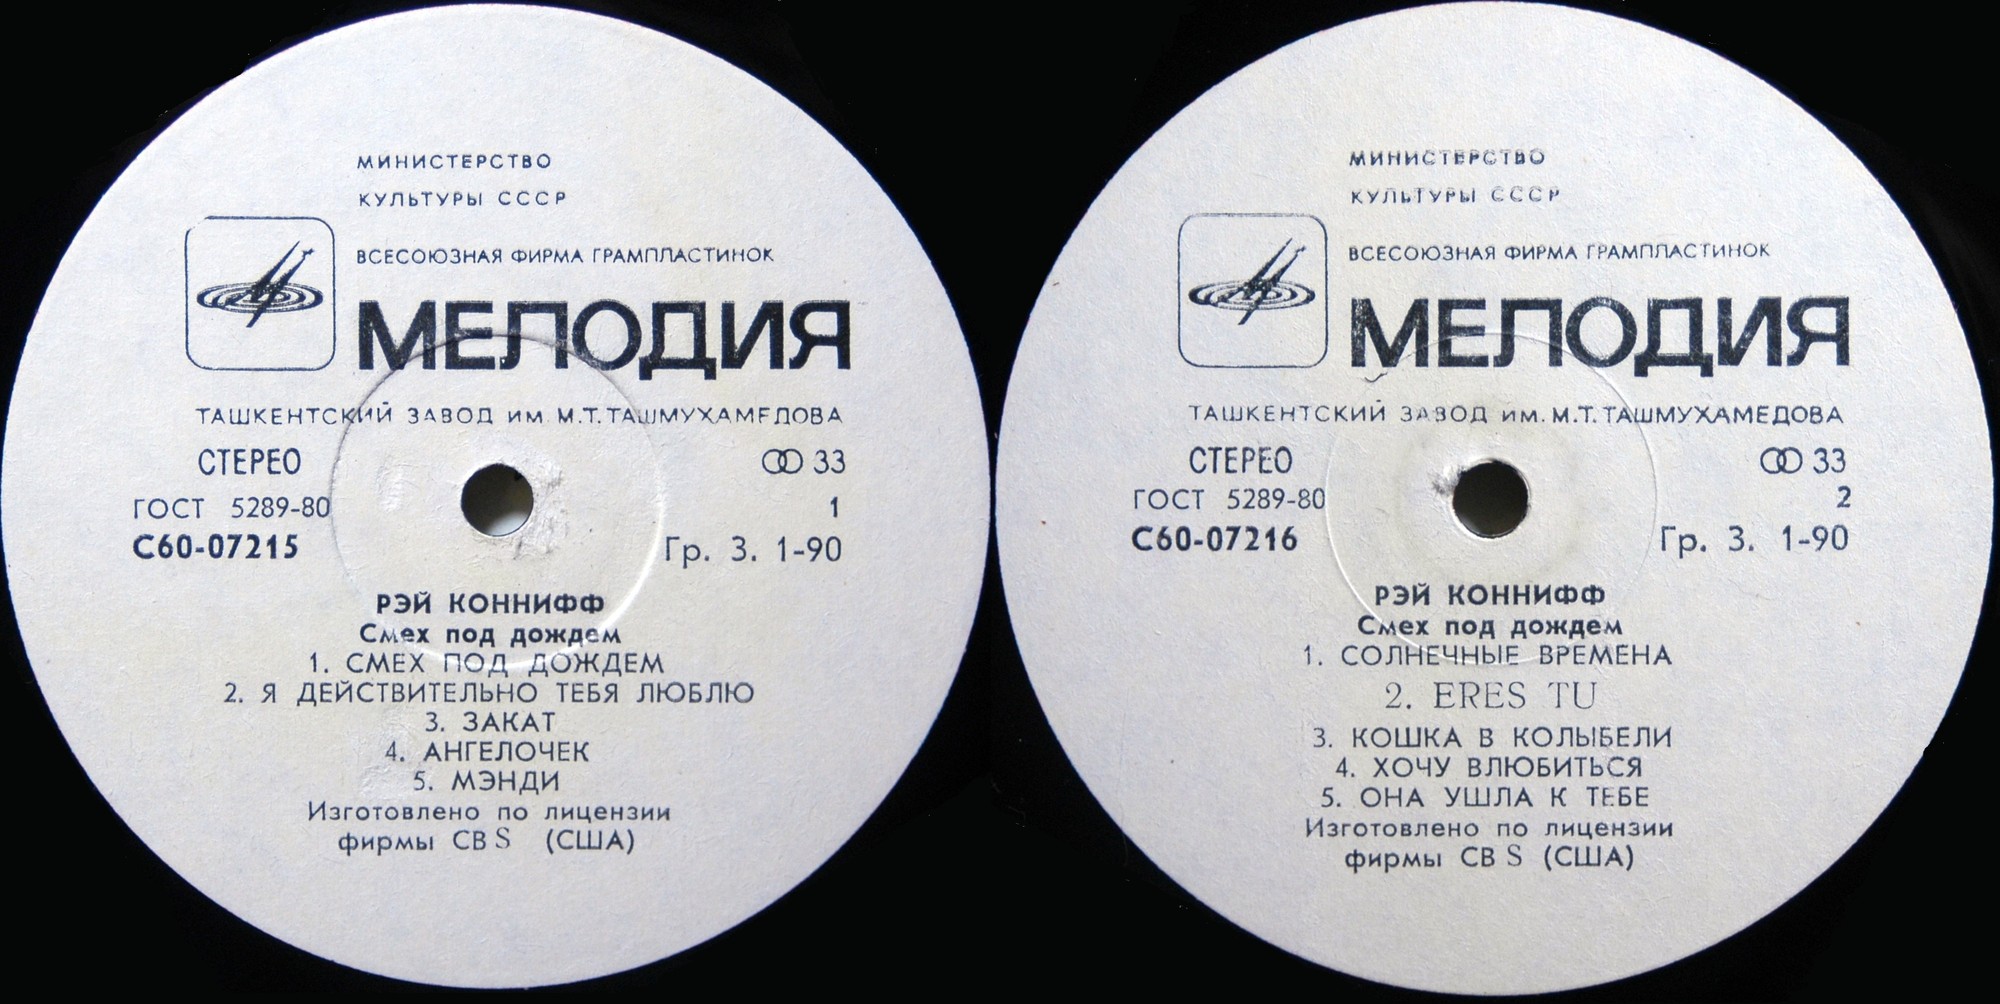 МИНИСТЕРСТВО
КУЛЬТУРЫ СССР
ВСЕСОЮЗНАЯ ФИРМА ГРАМПЛАСТИНОК
МЕЛОДИЯ
ТАШКЕНТСКИЙ ЗАВОД ИМ. М.Т. ТАШМУХАМЕДОВА
СТЕРЕО 33
ГОСТ 5289-80 1
С60-07215 Гр. 3. 1-90
РЭЙ КОННИФФ
Смех под дождем
1. СМЕХ ПОД ДОЖДЕМ
2. Я ДЕЙСТВИТЕЛЬНО ТЕБЯ ЛЮБЛЮ
3. ЗАКАТ
4. АНГЕЛОЧЕК
5. МЭНДИ
Изготовлено по лицензии
фирмы CBS (США)
МИНИСТЕРСТВО
КУЛЬТУРЫ СССР
ВСЕСОЮЗНАЯ ФИРМА ГРАМПЛАСТИНОК
МЕЛОДИЯ
ТАШКЕНТСКИЙ ЗАВОД ИМ. М.Т. ТАШМУХАМЕДОВА
СТЕРЕО 33
ГОСТ 5289-80 2
С60-07216 Гр. 3. 1-90
РЭЙ КОННИФФ
Смех под дождем
1. СОЛНЕЧНЫЕ ВРЕМЕНА
2. ERES TU
3. КОШКА В КОЛЫБЕЛИ
4. ХОЧУ ВЛЮБИТЬСЯ
5. ОНА УШЛА К ТЕБЕ
Изготовлено по лицензии
фирмы CBS (США)